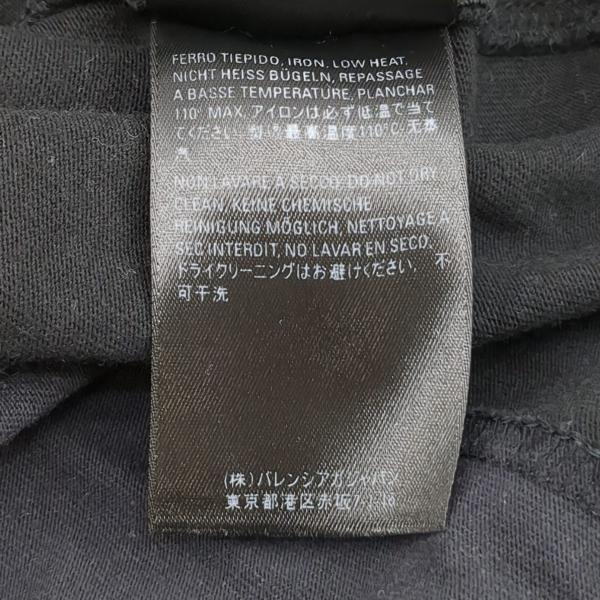 FERRO TIEPIDO, IRON, LOW HEAT,
NICHT HEISS BÜGELN, REPASSAGE
A BASSE TEMPERATURE, PLANCHAR
110° MAX. アイロンは必ず低温で当て
てください. 最高温度110°C, 无蒸
汽
NON LAVARE A SECCO, DO NOT DRY
CLEAN, KEINE CHEMISCHE
REINIGUNG MÖGLICH, NETTOYAGE A
SEC INTERDIT, NO LAVAR EN SECO.
ドライクリーニングはお避けください. 不
可干洗
(株) バレンシアガジャパン
東京都港区赤坂